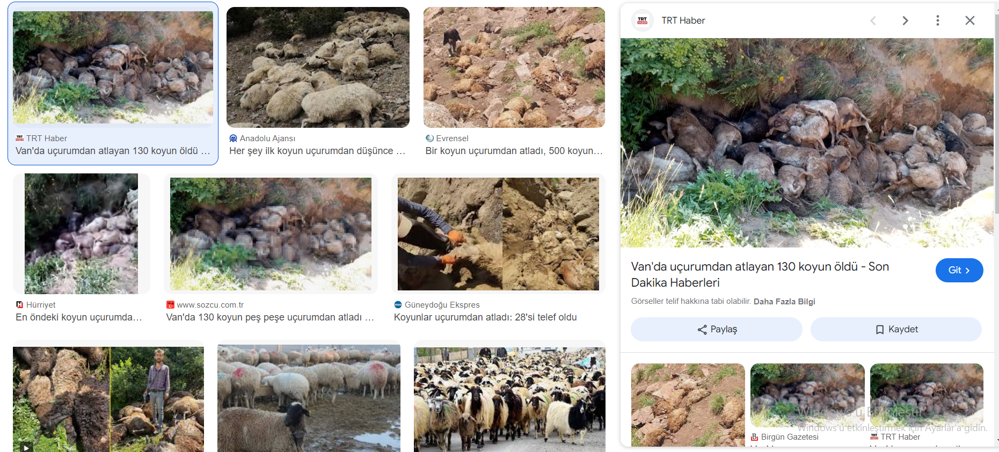 TRT Haber
Van'da uçurumdan atlayan 130 koyun öldü ...
Anadolu Ajansı
Her şey ilk koyun uçurumdan düşünce ...
Evrensel
Bir koyun uçurumdan atladı, 500 koyun...
Hürriyet
En öndeki koyun uçurumda...
www.sozcu.com.tr
Van'da 130 koyun peş peşe uçurumdan atladı ...
Güneydoğu Ekspres
Koyunlar uçurumdan atladı: 28'si telef oldu
TRT HABER
TRT Haber
Van'da uçurumdan atlayan 130 koyun öldü - Son
Dakika Haberleri
Git
Görseller telif hakkına tabi olabilir. Daha Fazla Bilgi
Paylaş
Kaydet
Windows'u Etkinleştir
Windows'u etkinleştirmek için Ayarlar'a gidin.
Birgün Gazetesi
TRT Haber